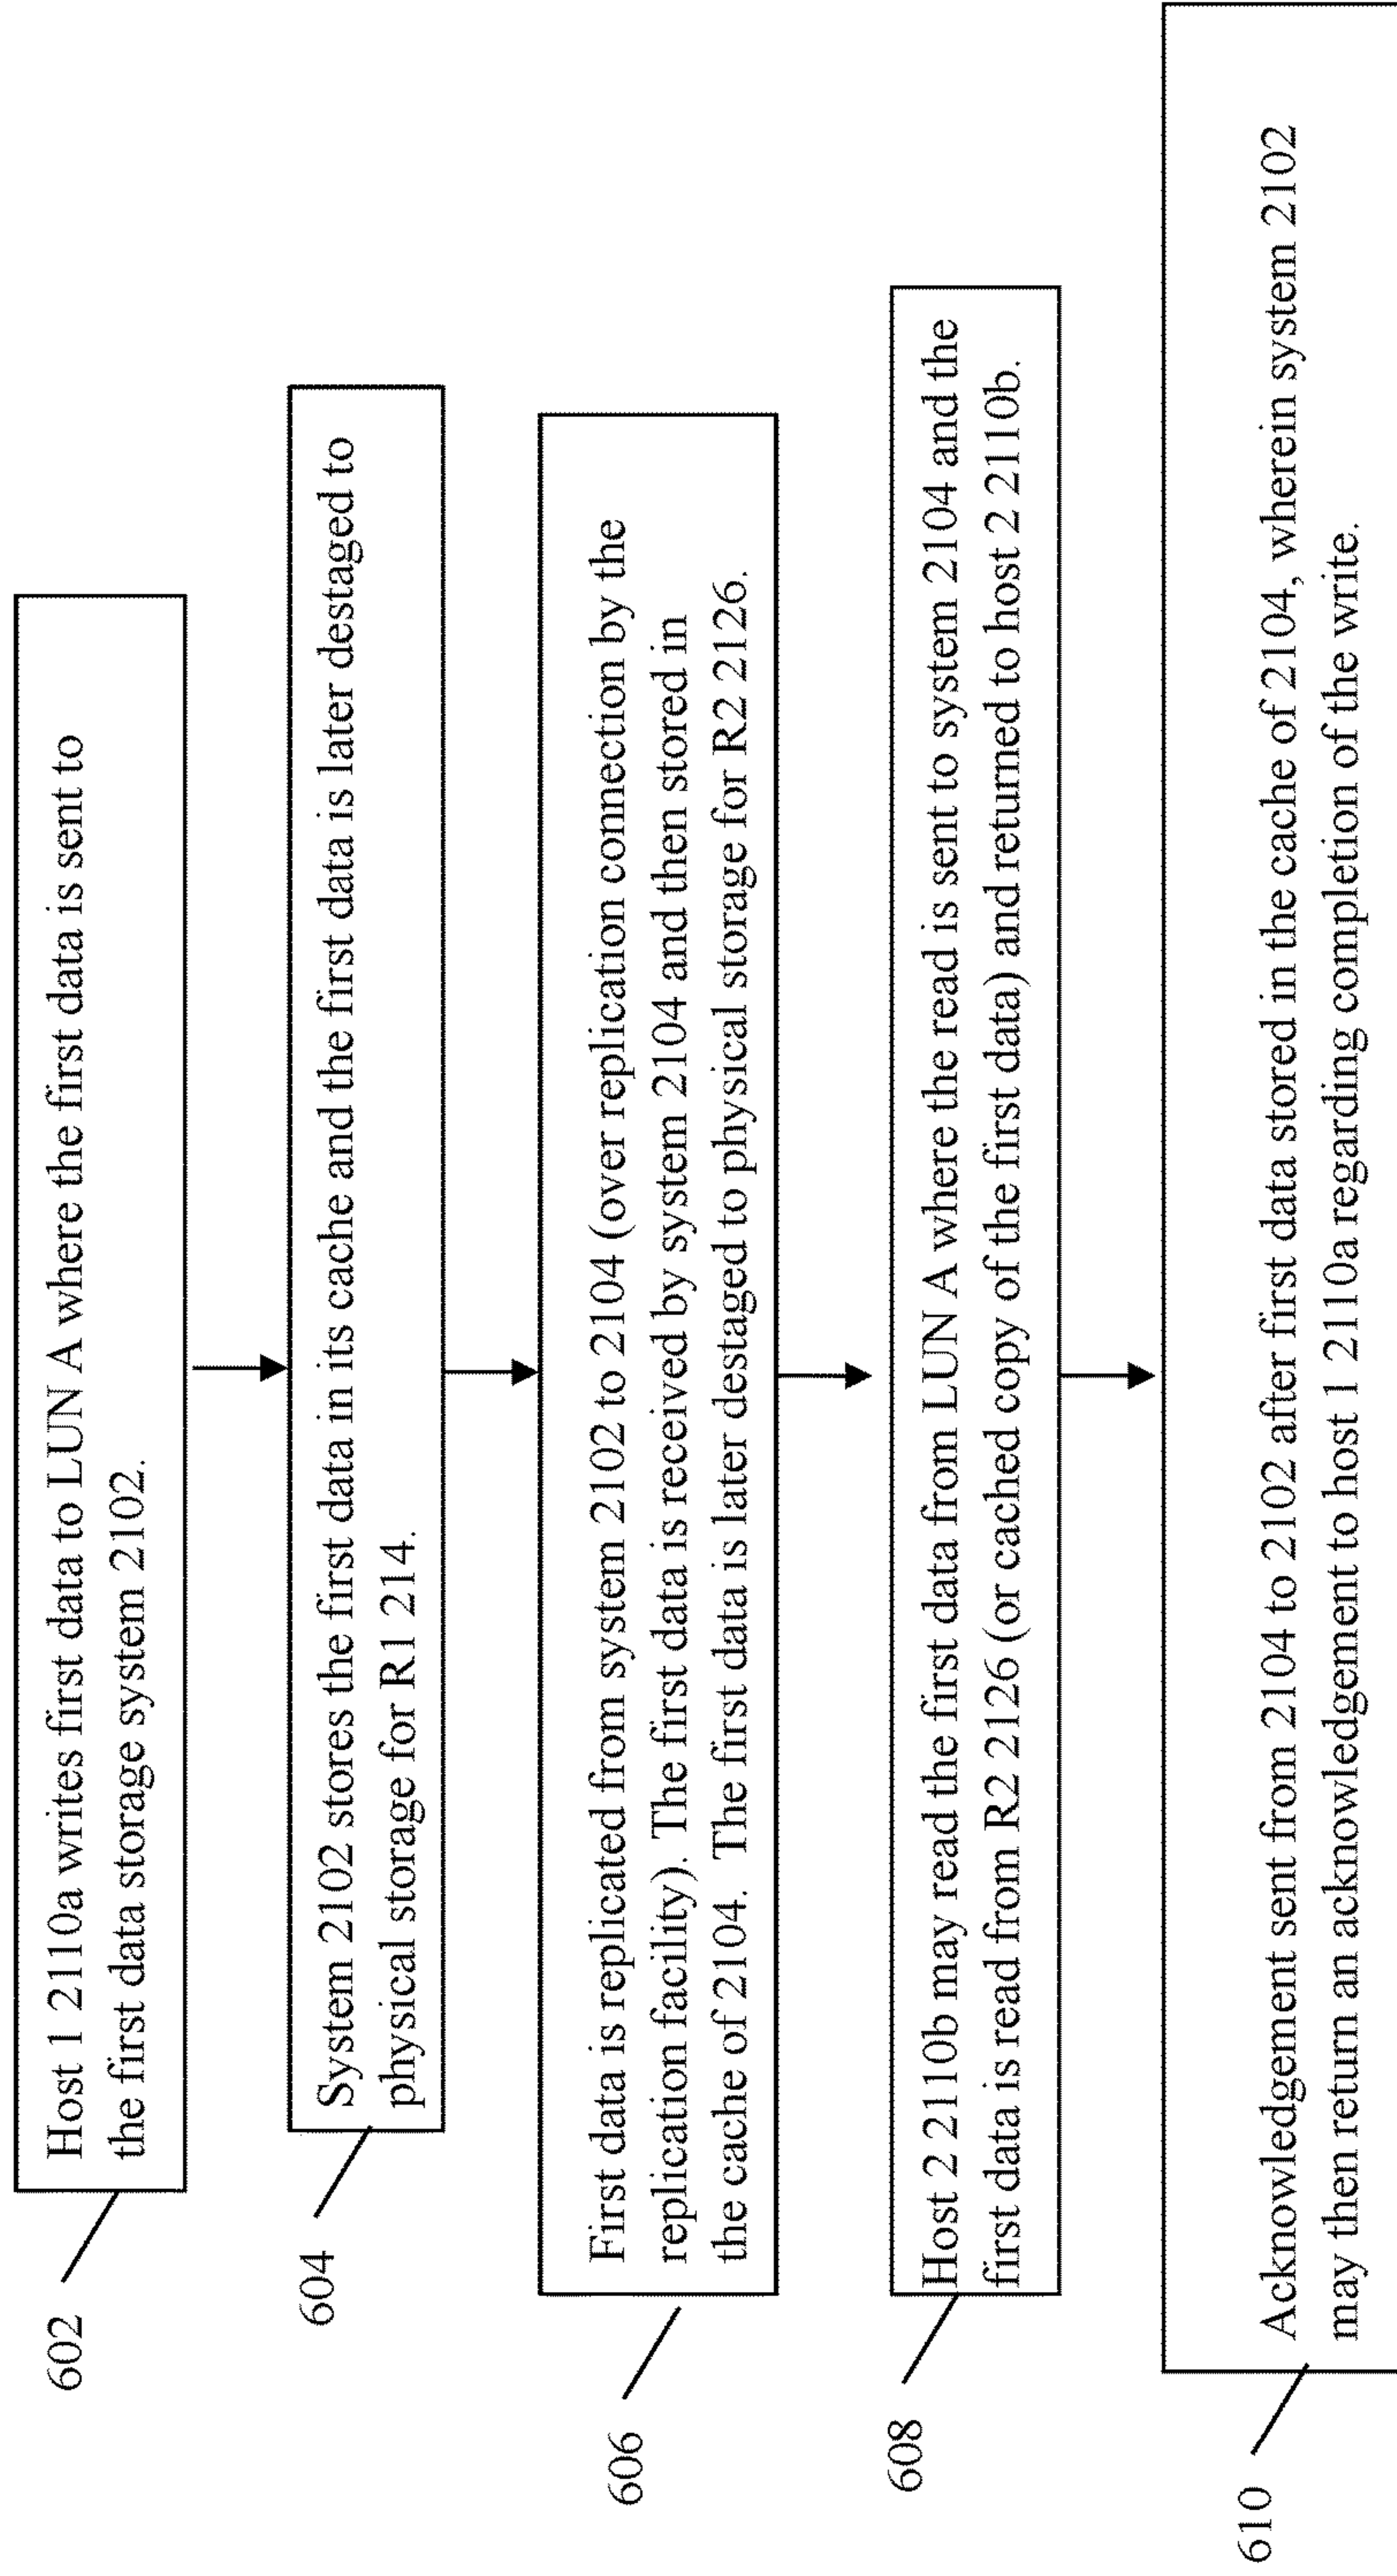 602
Host 1 2110a writes first data to LUN A where the first data is sent to
the first data storage system 2102.
604
System 2102 stores the first data in its cache and the first data is later destaged to
physical storage for R1 214.
606
First data is replicated from system 2102 to 2104 (over replication connection by the
replication facility). The first data is received by system 2104 and then stored in
the cache of 2104. The first data is later destaged to physical storage for R2 2126.
608
Host 2 2110b may read the first data from LUN A where the read is sent to system 2104 and the
first data is read from R2 2126 (or cached copy of the first data) and returned to host 2 2110b.
610
Acknowledgement sent from 2104 to 2102 after first data stored in the cache of 2104, wherein system 2102
may then return an acknowledgement to host 1 2110a regarding completion of the write.